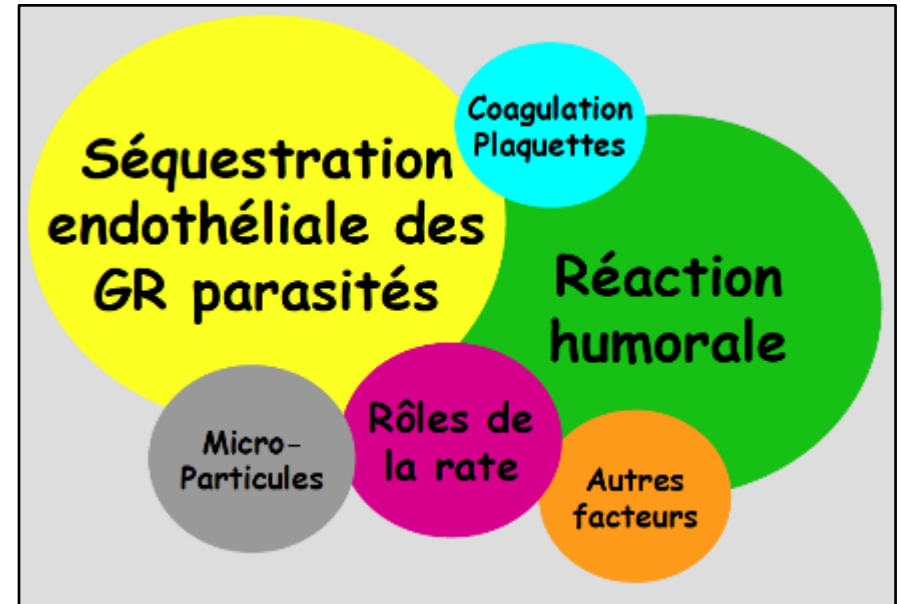 Séquestration
endothéliale des
GR parasités
Coagulation
Plaquettes
Réaction
humorale
Micro-
Particules
Rôles de
la rate
Autres
facteurs